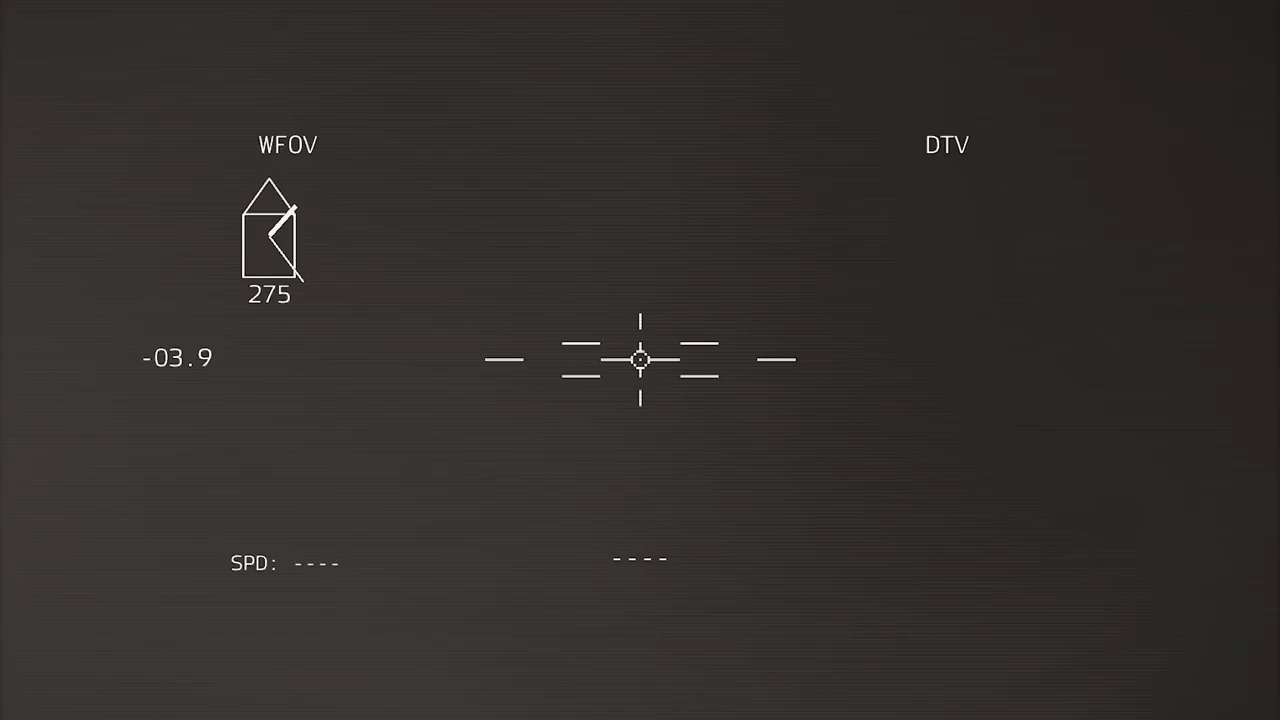 WFOV
DTV
275
-03.9
SPD: ----
----